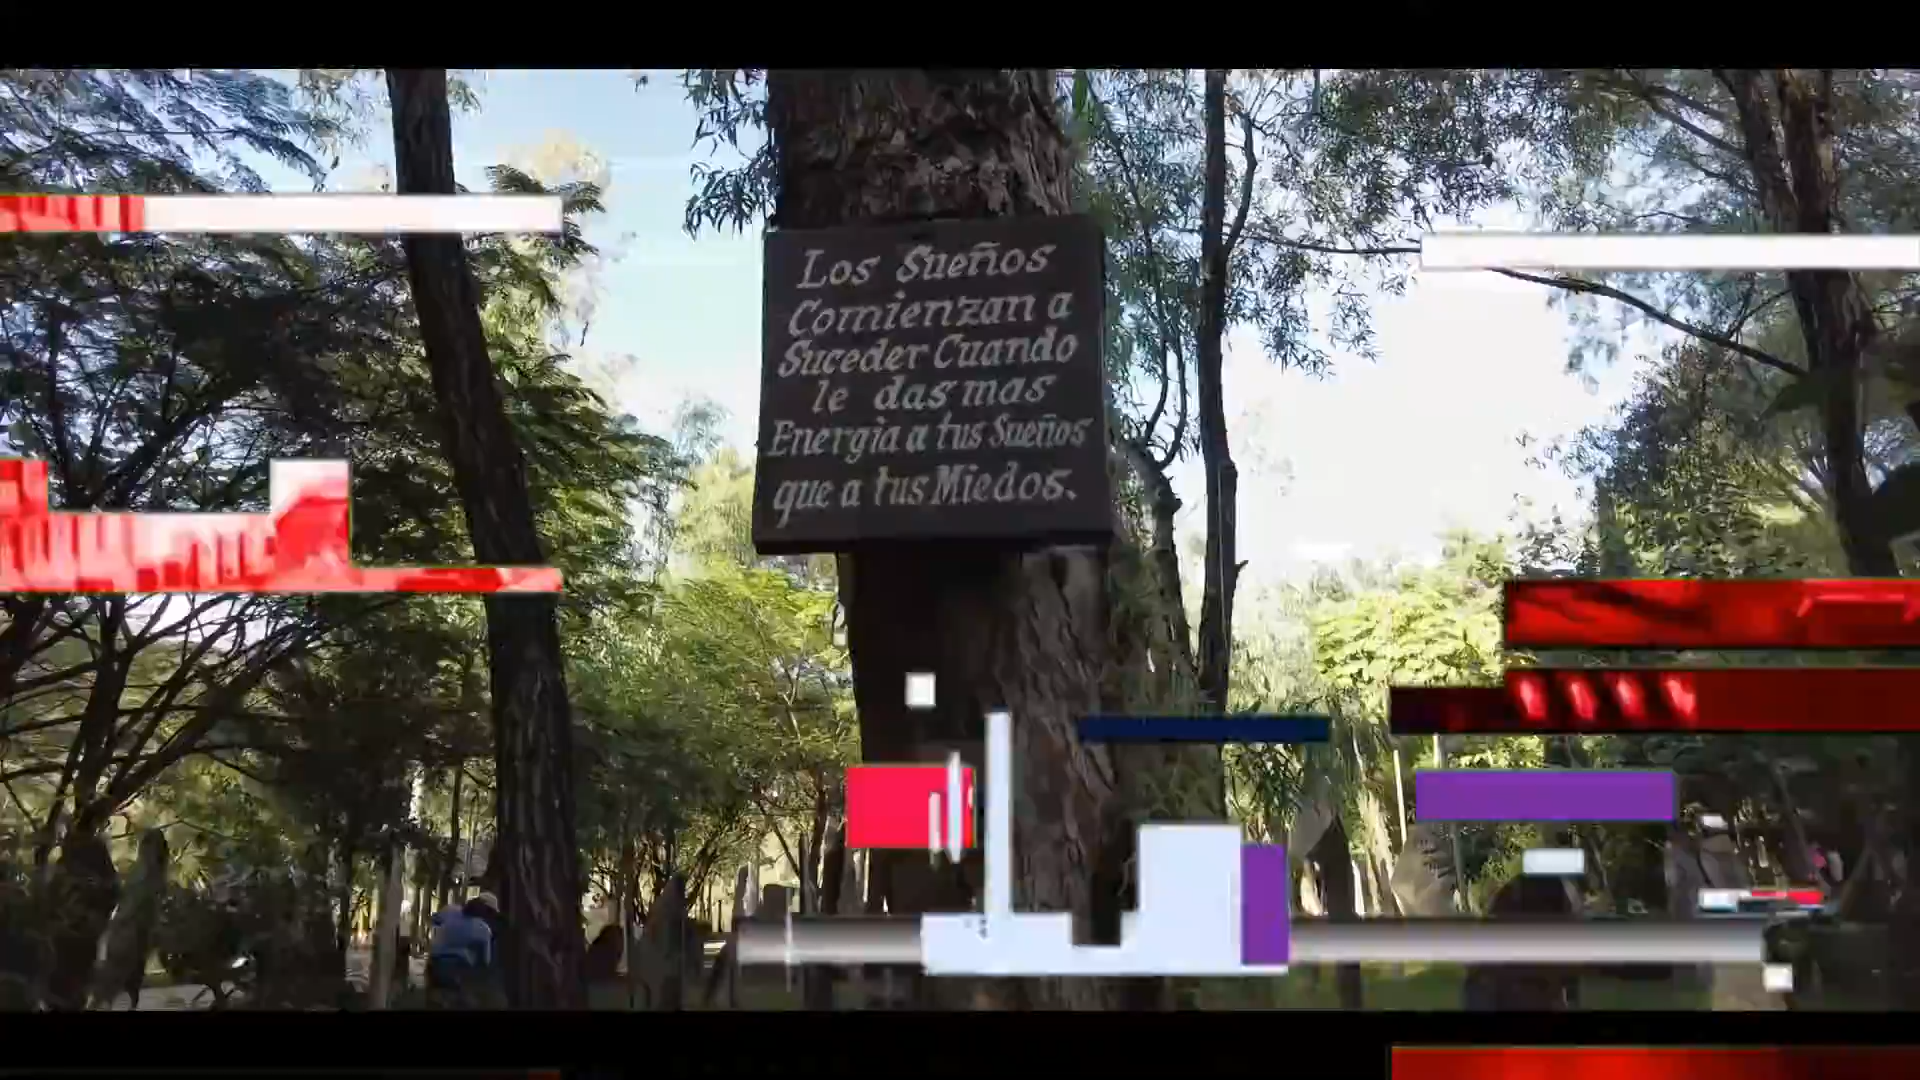 Los Sueños
Comienzan a
Suceder Cuando
le das mas
Energia a tus Sueños
que a tus Miedos.